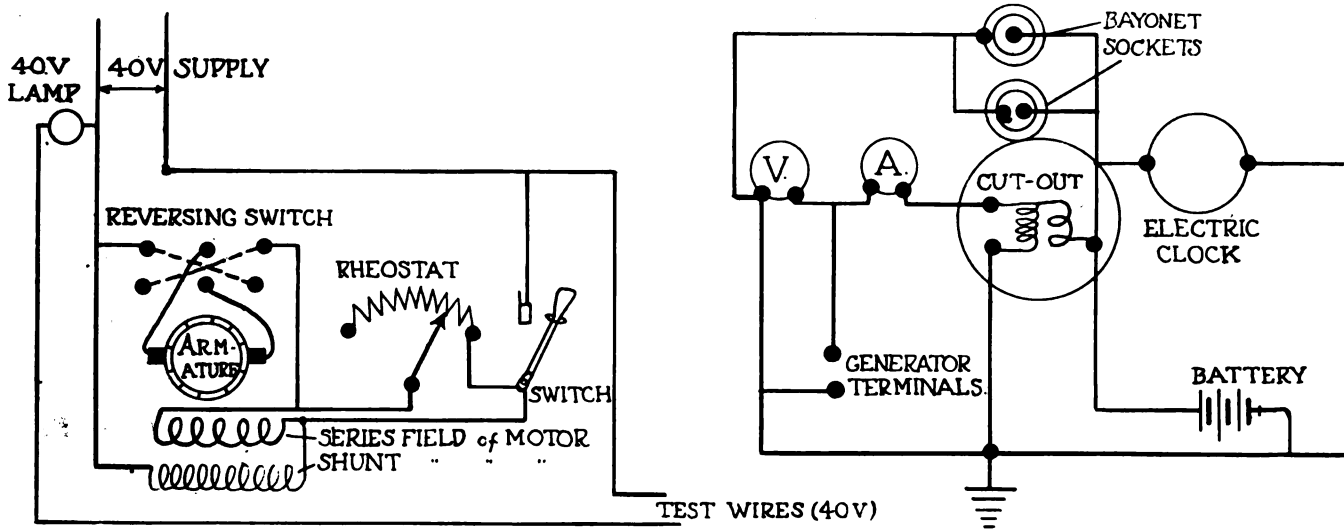 40V
LAMP
40V SUPPLY
REVERSING SWITCH
RHEOSTAT
ARM-
ATURE
SWITCH
SERIES FIELD of MOTOR
SHUNT " " "
TEST WIRES (40V)
BAYONET
SOCKETS
V.
A.
CUT-OUT
ELECTRIC
CLOCK
GENERATOR
TERMINALS.
BATTERY